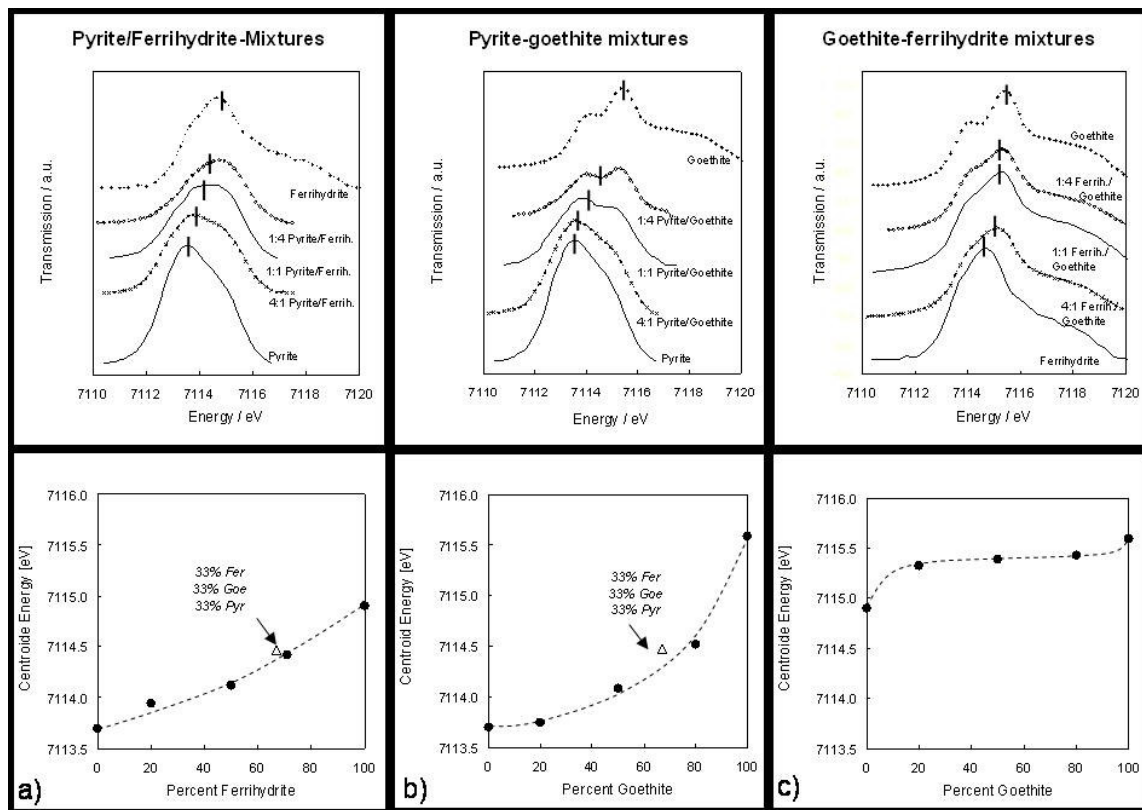 Pyrite/Ferrihydrite-Mixtures
Transmission / a.u.
Ferrihydrite
1:4 Pyrite/Ferrih.
1:1 Pyrite/Ferrih.
4:1 Pyrite/Ferrih.
Pyrite
7110 7112 7114 7116 7118 7120
Energy / eV
Pyrite-goethite mixtures
Transmission / a.u.
Goethite
1:4 Pyrite/Goethite
1:1 Pyrite/Goethite
4:1 Pyrite/Goethite
Pyrite
7110 7112 7114 7116 7118 7120
Energy / eV
Goethite-ferrihydrite mixtures
Transmission / a.u.
Goethite
1:4 Ferrih./
Goethite
1:1 Ferrih./
Goethite
4:1 Ferrih./
Goethite
Ferrihydrite
7110 7112 7114 7116 7118 7120
Energy / eV
Centroide Energy [eV]
7116.0
7115.5
7115.0
7114.5
7114.0
7113.5
33% Fer
33% Goe
33% Pyr
0 20 40 60 80 100
Percent Ferrihydrite
a)
Centroid Energy [eV]
7116.0
7115.5
7115.0
7114.5
7114.0
7113.5
33% Fer
33% Goe
33% Pyr
0 20 40 60 80 100
Percent Goethite
b)
Centroide Energy [eV]
7116.0
7115.5
7115.0
7114.5
7114.0
7113.5
0 20 40 60 80 100
Percent Goethite
c)